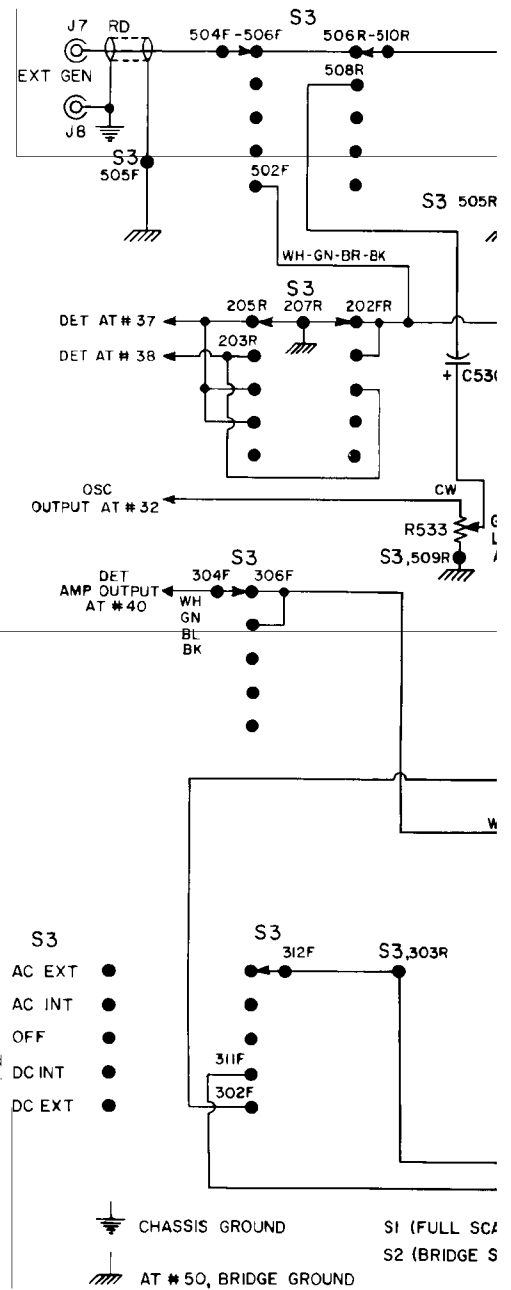 S3
J7 RD 504F-506F 506R-510R
508R
EXT GEN
J8
S3
505F
502F
S3 505R
WH-GN-BR-BK
S3
205R 207R 202FR
DET AT #37
203R
DET AT #38
+ C530
OSC
OUTPUT AT #32
CW
R533
G
L
A
S3,509R
S3
DET
AMP OUTPUT
AT #40
304F 306F
WH
GN
BL
BK
W
S3
S3
312F S3,303R
AC EXT
AC INT
OFF
DC INT
311F
DC EXT
302F
CHASSIS GROUND
S1 (FULL SCA
S2 (BRIDGE S
AT #50, BRIDGE GROUND